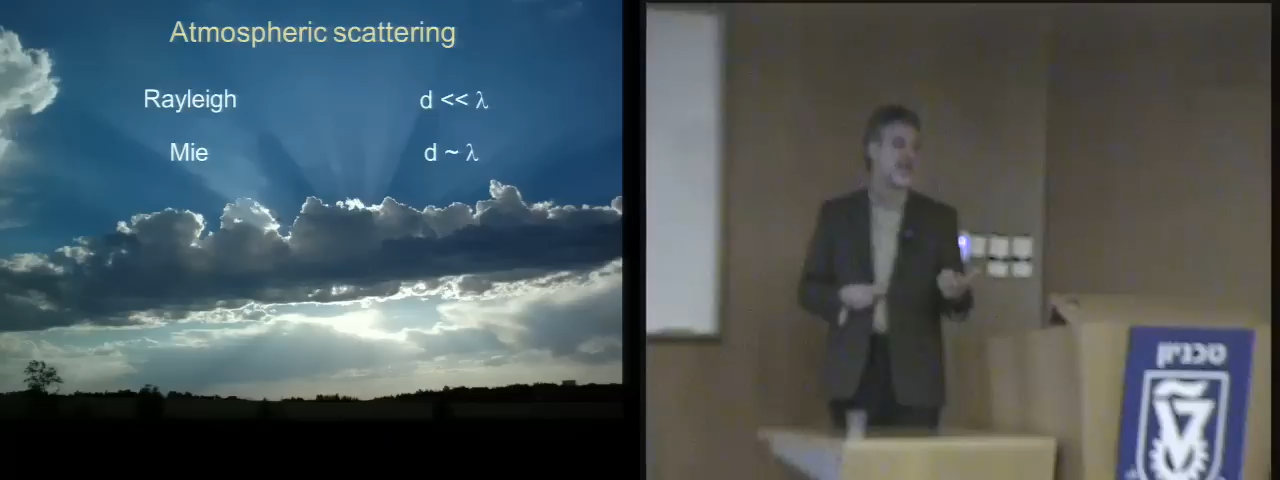 Atmospheric scattering
Rayleigh d << λ
Mie d ~ λ
טכניון